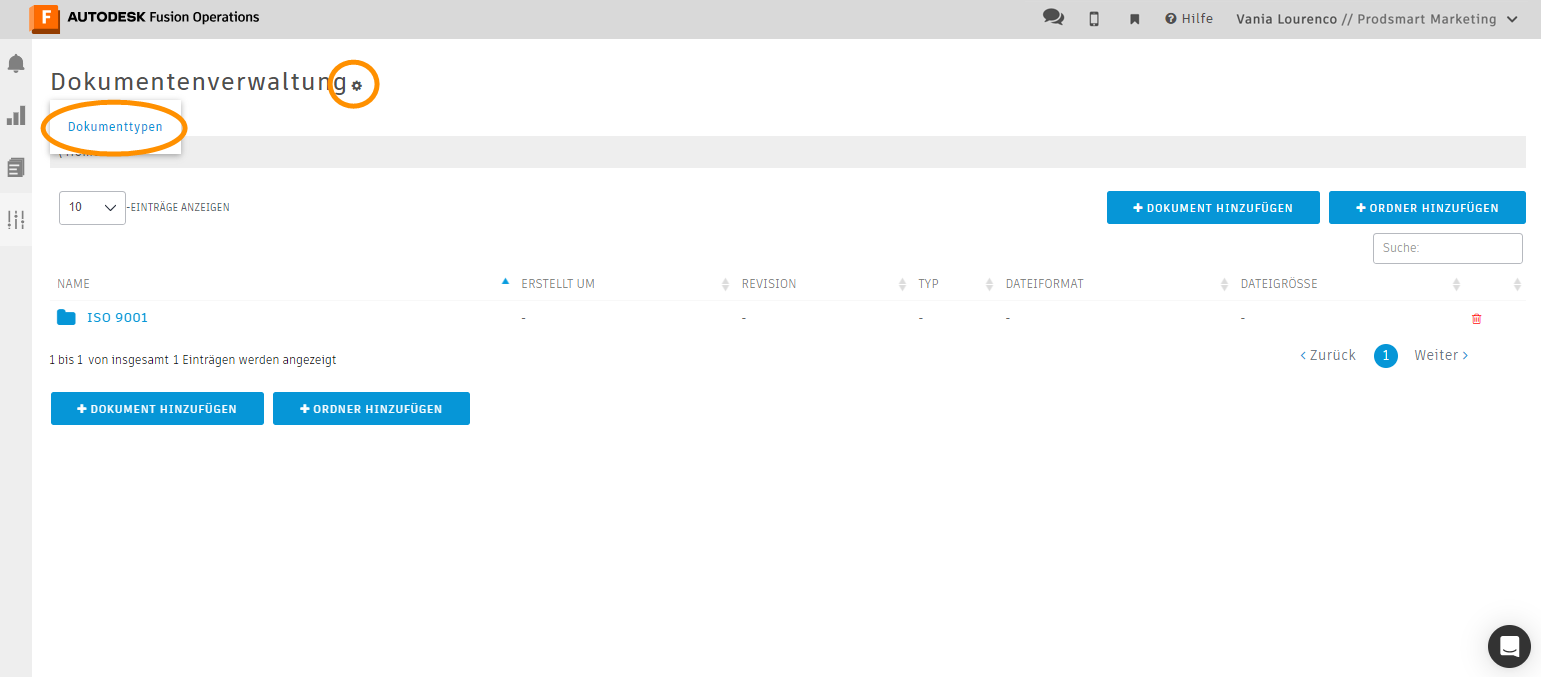 F AUTODESK Fusion Operations
Hilfe Vania Lourenco // Prodsmart Marketing
Dokumentenverwaltung
Dokumenttypen
10 -EINTRÄGE ANZEIGEN
+ DOKUMENT HINZUFÜGEN + ORDNER HINZUFÜGEN
Suche:
NAME ERSTELLT UM REVISION TYP DATEIFORMAT DATEIGRÖSSE
ISO 9001 - - - - -
1 bis 1 von insgesamt 1 Einträgen werden angezeigt
‹ Zurück 1 Weiter ›
+ DOKUMENT HINZUFÜGEN + ORDNER HINZUFÜGEN